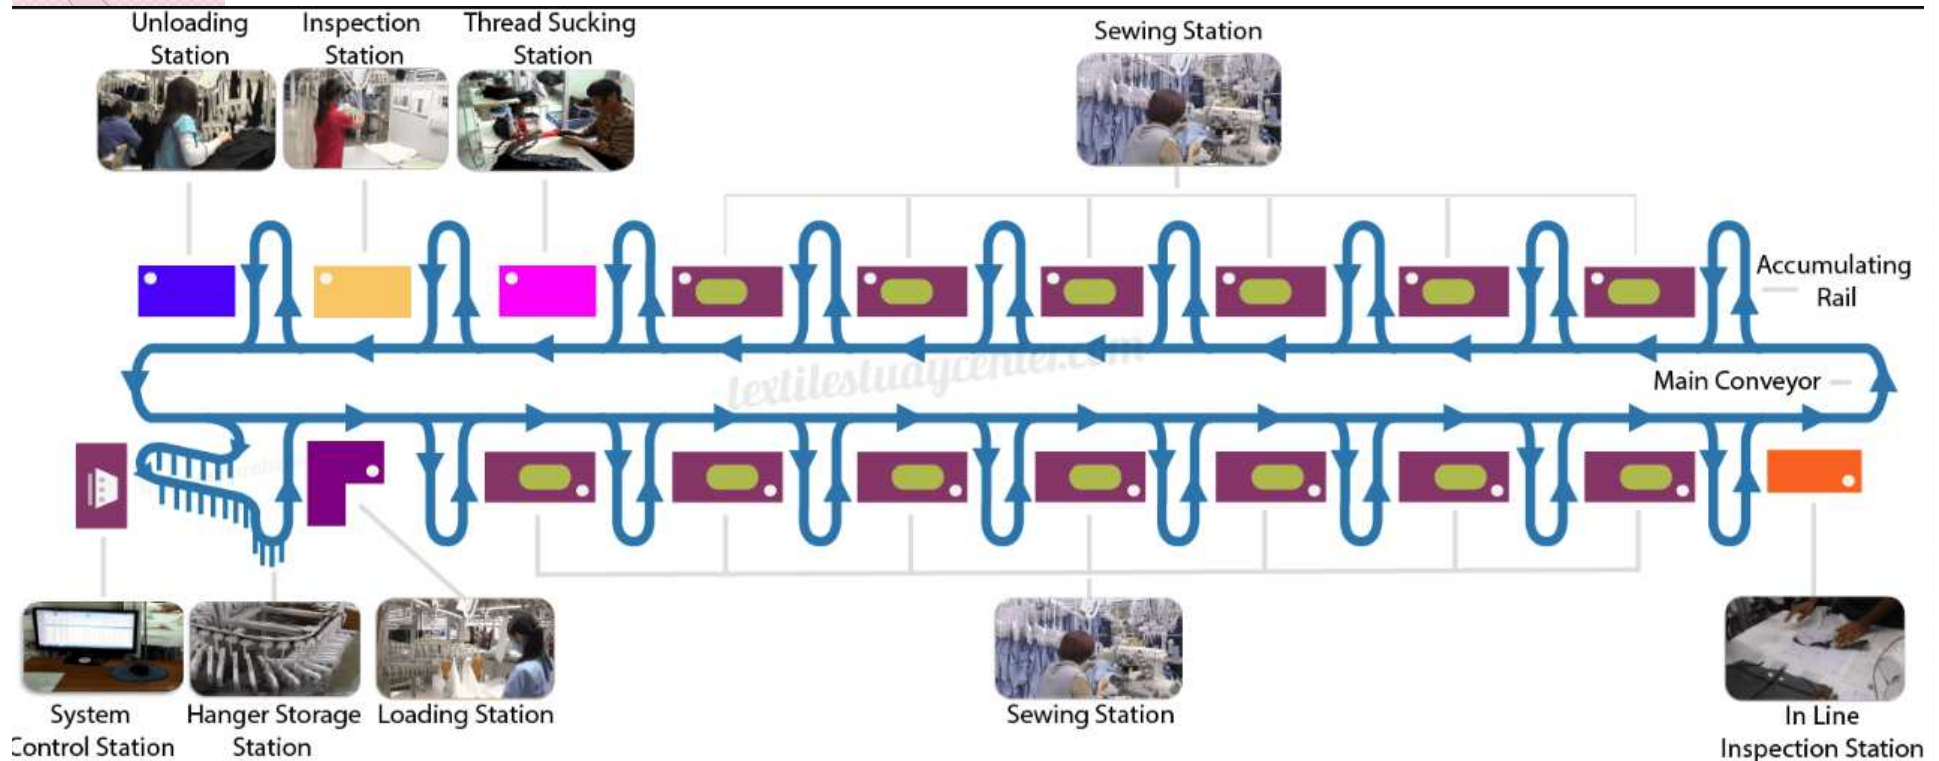 Unloading
Station
Inspection
Station
Thread Sucking
Station
Sewing Station
Accumulating
Rail
textilestudycenter.com
Main Conveyor
System
Control Station
Hanger Storage
Station
Loading Station
Sewing Station
In Line
Inspection Station